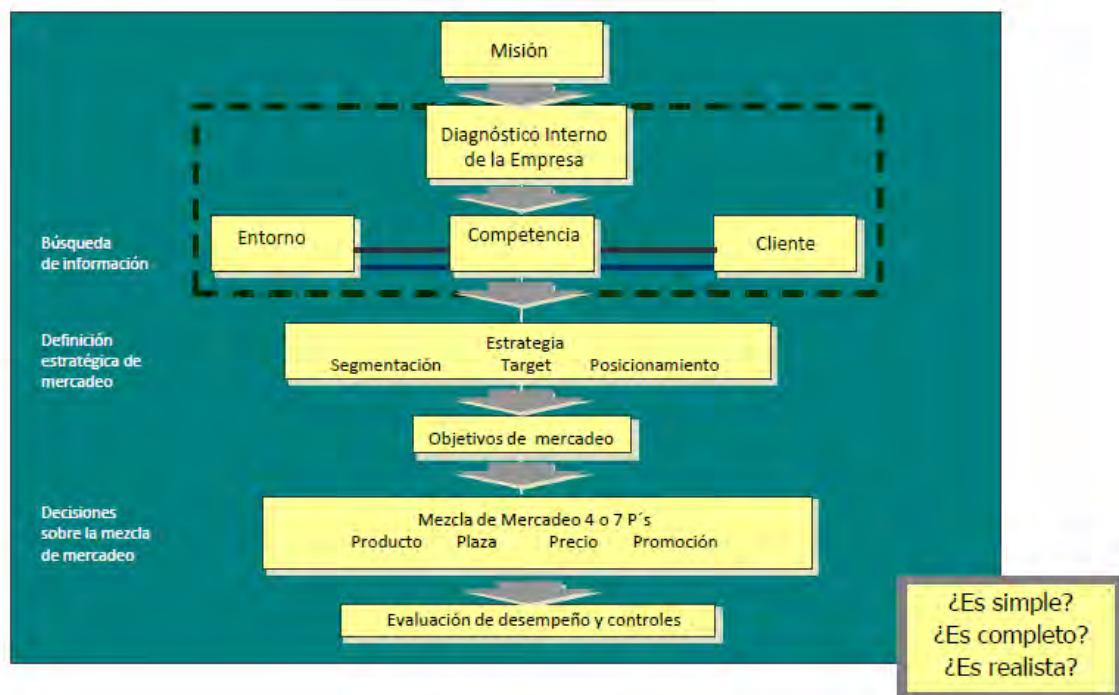 Misión
Diagnóstico Interno
de la Empresa
Búsqueda
de información
Entorno
Competencia
Cliente
Definición
estratégica de
mercadeo
Estrategia
Segmentación Target Posicionamiento
Objetivos de mercadeo
Decisiones
sobre la mezcla
de mercadeo
Mezcla de Mercadeo 4 o 7 P´s
Producto Plaza Precio Promoción
Evaluación de desempeño y controles
¿Es simple?
¿Es completo?
¿Es realista?